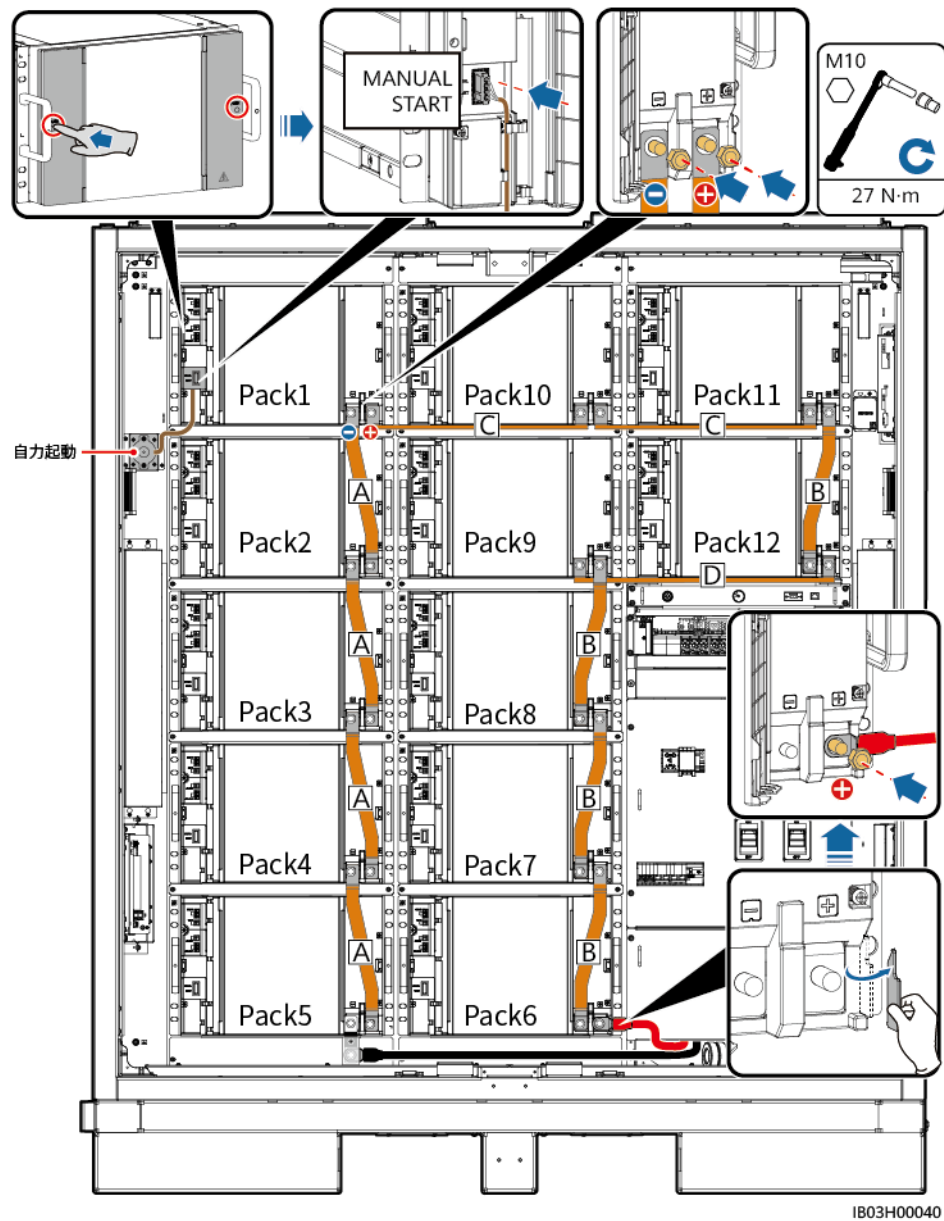 MANUAL
START
M10
27 N·m
Pack1
Pack10
Pack11
C
C
自力起動
A
B
Pack2
Pack9
Pack12
D
A
B
Pack3
Pack8
A
B
Pack4
Pack7
A
B
Pack5
Pack6
IB03H00040